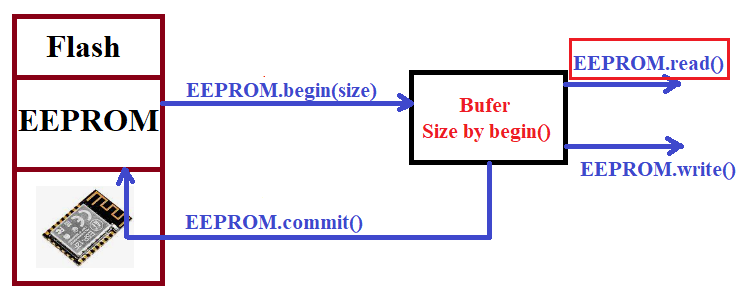 Flash
EEPROM
EEPROM.begin(size)
Bufer
Size by begin()
EEPROM.read()
EEPROM.write()
EEPROM.commit()